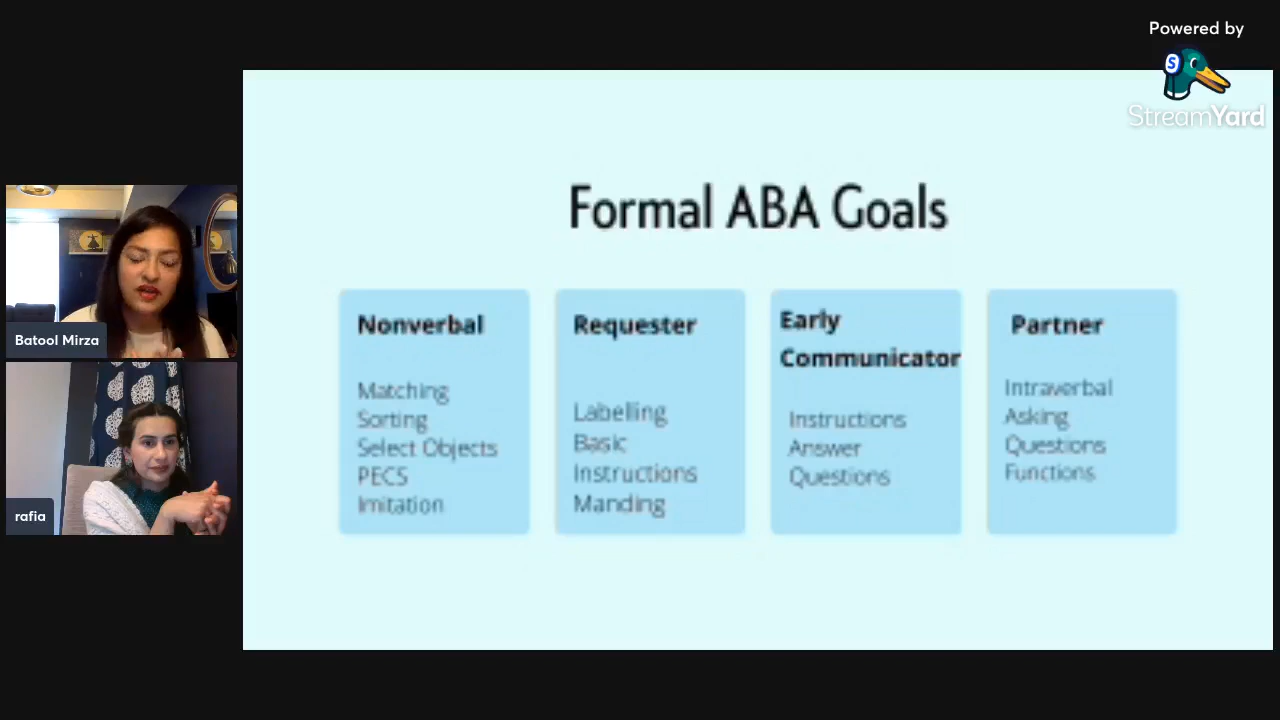 Powered by
S
StreamYard
Formal ABA Goals
Nonverbal
Matching
Sorting
Select Objects
PECS
Imitation
Requester
Labelling
Basic
Instructions
Manding
Early
Communicator
Instructions
Answer
Questions
Partner
Intraverbal
Asking
Questions
Functions
Batool Mirza
rafia